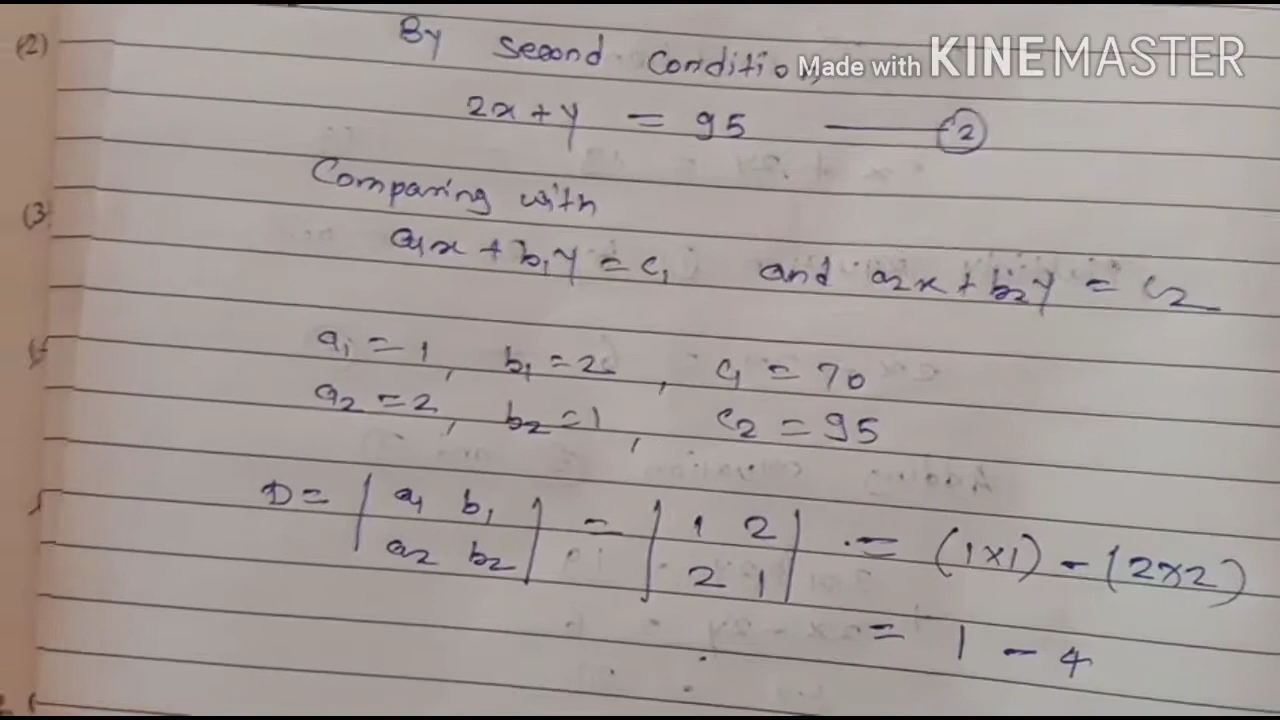 (2) By second Condition,
Made with KINEMASTER
2x + y = 95 —— ②
Comparing with
(3
a₁x + b₁y = c₁ and a₂x + b₂y = c₂
a₁ = 1, b₁ = 2, c₁ = 70
a₂ = 2, b₂ = 1, c₂ = 95
D = | a₁ b₁ | = | 1 2 | = (1×1) - (2×2)
| a₂ b₂ | | 2 1 |
= 1 - 4